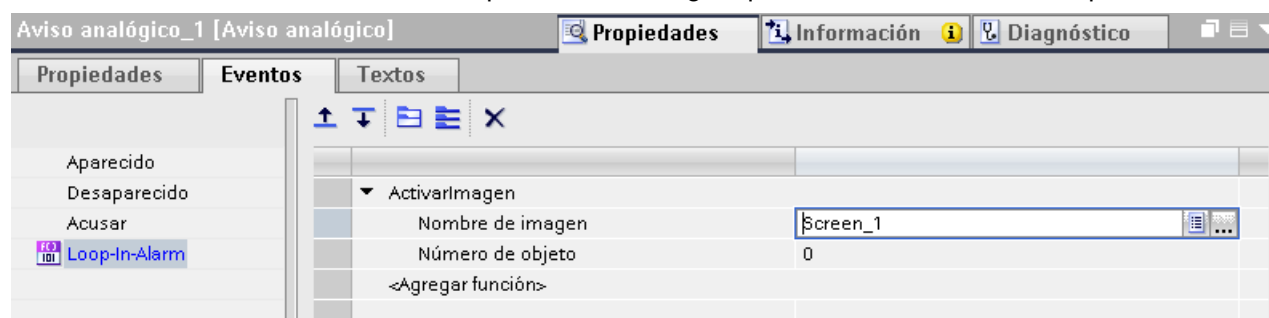 Aviso analógico_1 [Aviso analógico] Propiedades Información Diagnóstico
Propiedades Eventos Textos
Aparecido
Desaparecido
Acusar
Loop-In-Alarm
ActivarImagen
Nombre de imagen Screen_1
Número de objeto 0
<Agregar función>